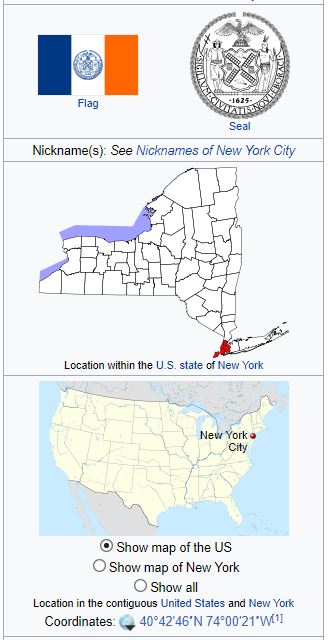 Flag
SIGILLVM CIVITATIS NOVI EBORACI
·1625·
Seal
Nickname(s): See Nicknames of New York City
Location within the U.S. state of New York
New York
City
Show map of the US
Show map of New York
Show all
Location in the contiguous United States and New York
Coordinates: 40°42′46″N 74°00′21″W[1]